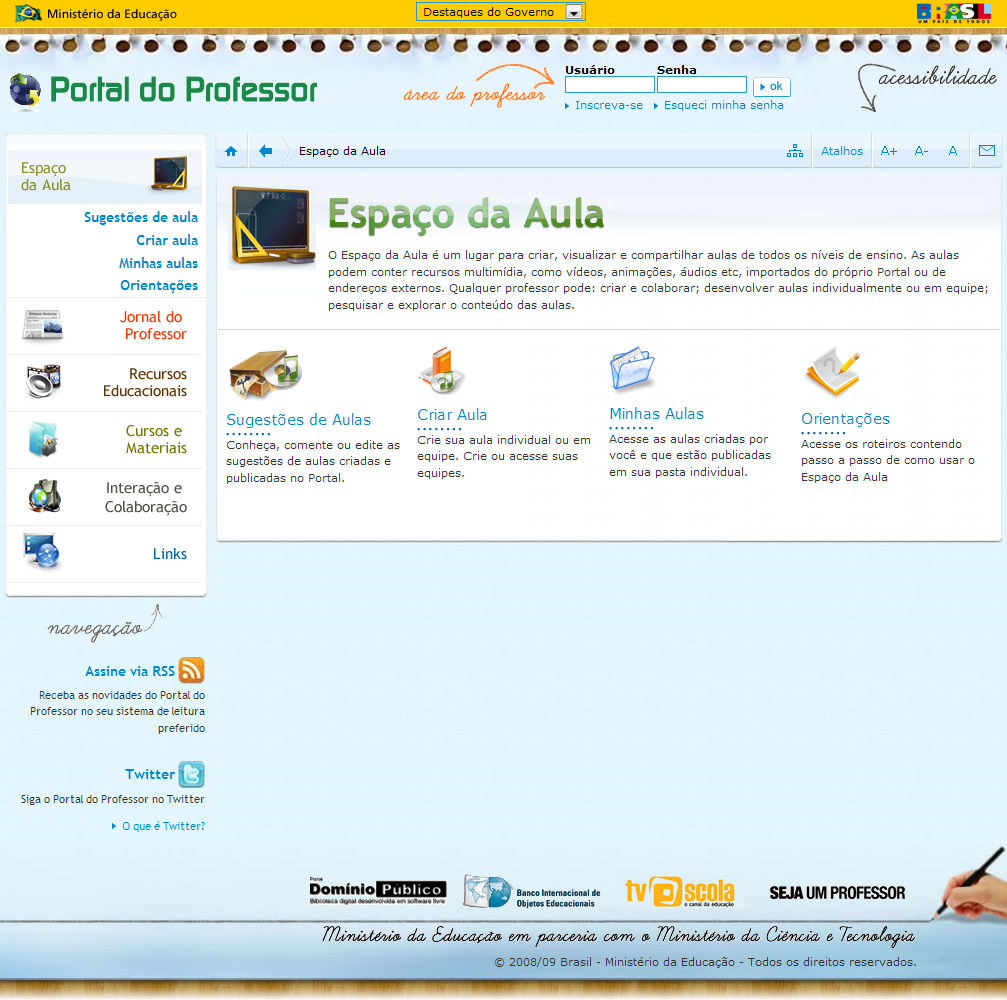 Ministério da Educação
Destaques do Governo
BRASIL
UM PAÍS DE TODOS
Portal do Professor
área do professor
Usuário Senha
ok
Inscreva-se Esqueci minha senha
acessibilidade
Espaço da Aula
Atalhos A+ A- A
Espaço
da Aula
Sugestões de aula
Criar aula
Minhas aulas
Orientações
Jornal do
Professor
Recursos
Educacionais
Cursos e
Materiais
Interação e
Colaboração
Links
navegação
Assine via RSS
Receba as novidades do Portal do
Professor no seu sistema de leitura
preferido
Twitter
Siga o Portal do Professor no Twitter
O que é Twitter?
Espaço da Aula
O Espaço da Aula é um lugar para criar, visualizar e compartilhar aulas de todos os níveis de ensino. As aulas
podem conter recursos multimídia, como vídeos, animações, áudios etc, importados do próprio Portal ou de
endereços externos. Qualquer professor pode: criar e colaborar; desenvolver aulas individualmente ou em equipe;
pesquisar e explorar o conteúdo das aulas.
Sugestões de Aulas
Conheça, comente ou edite as
sugestões de aulas criadas e
publicadas no Portal.
Criar Aula
Crie sua aula individual ou em
equipe. Crie ou acesse suas
equipes.
Minhas Aulas
Acesse as aulas criadas por
você e que estão publicadas
em sua pasta individual.
Orientações
Acesse os roteiros contendo
passo a passo de como usar o
Espaço da Aula
Portal
Domínio Público
Biblioteca digital desenvolvida em software livre
Banco Internacional de
Objetos Educacionais
tv escola
o canal da educação
SEJA UM PROFESSOR
Ministério da Educação em parceria com o Ministério da Ciência e Tecnologia
© 2008/09 Brasil - Ministério da Educação - Todos os direitos reservados.